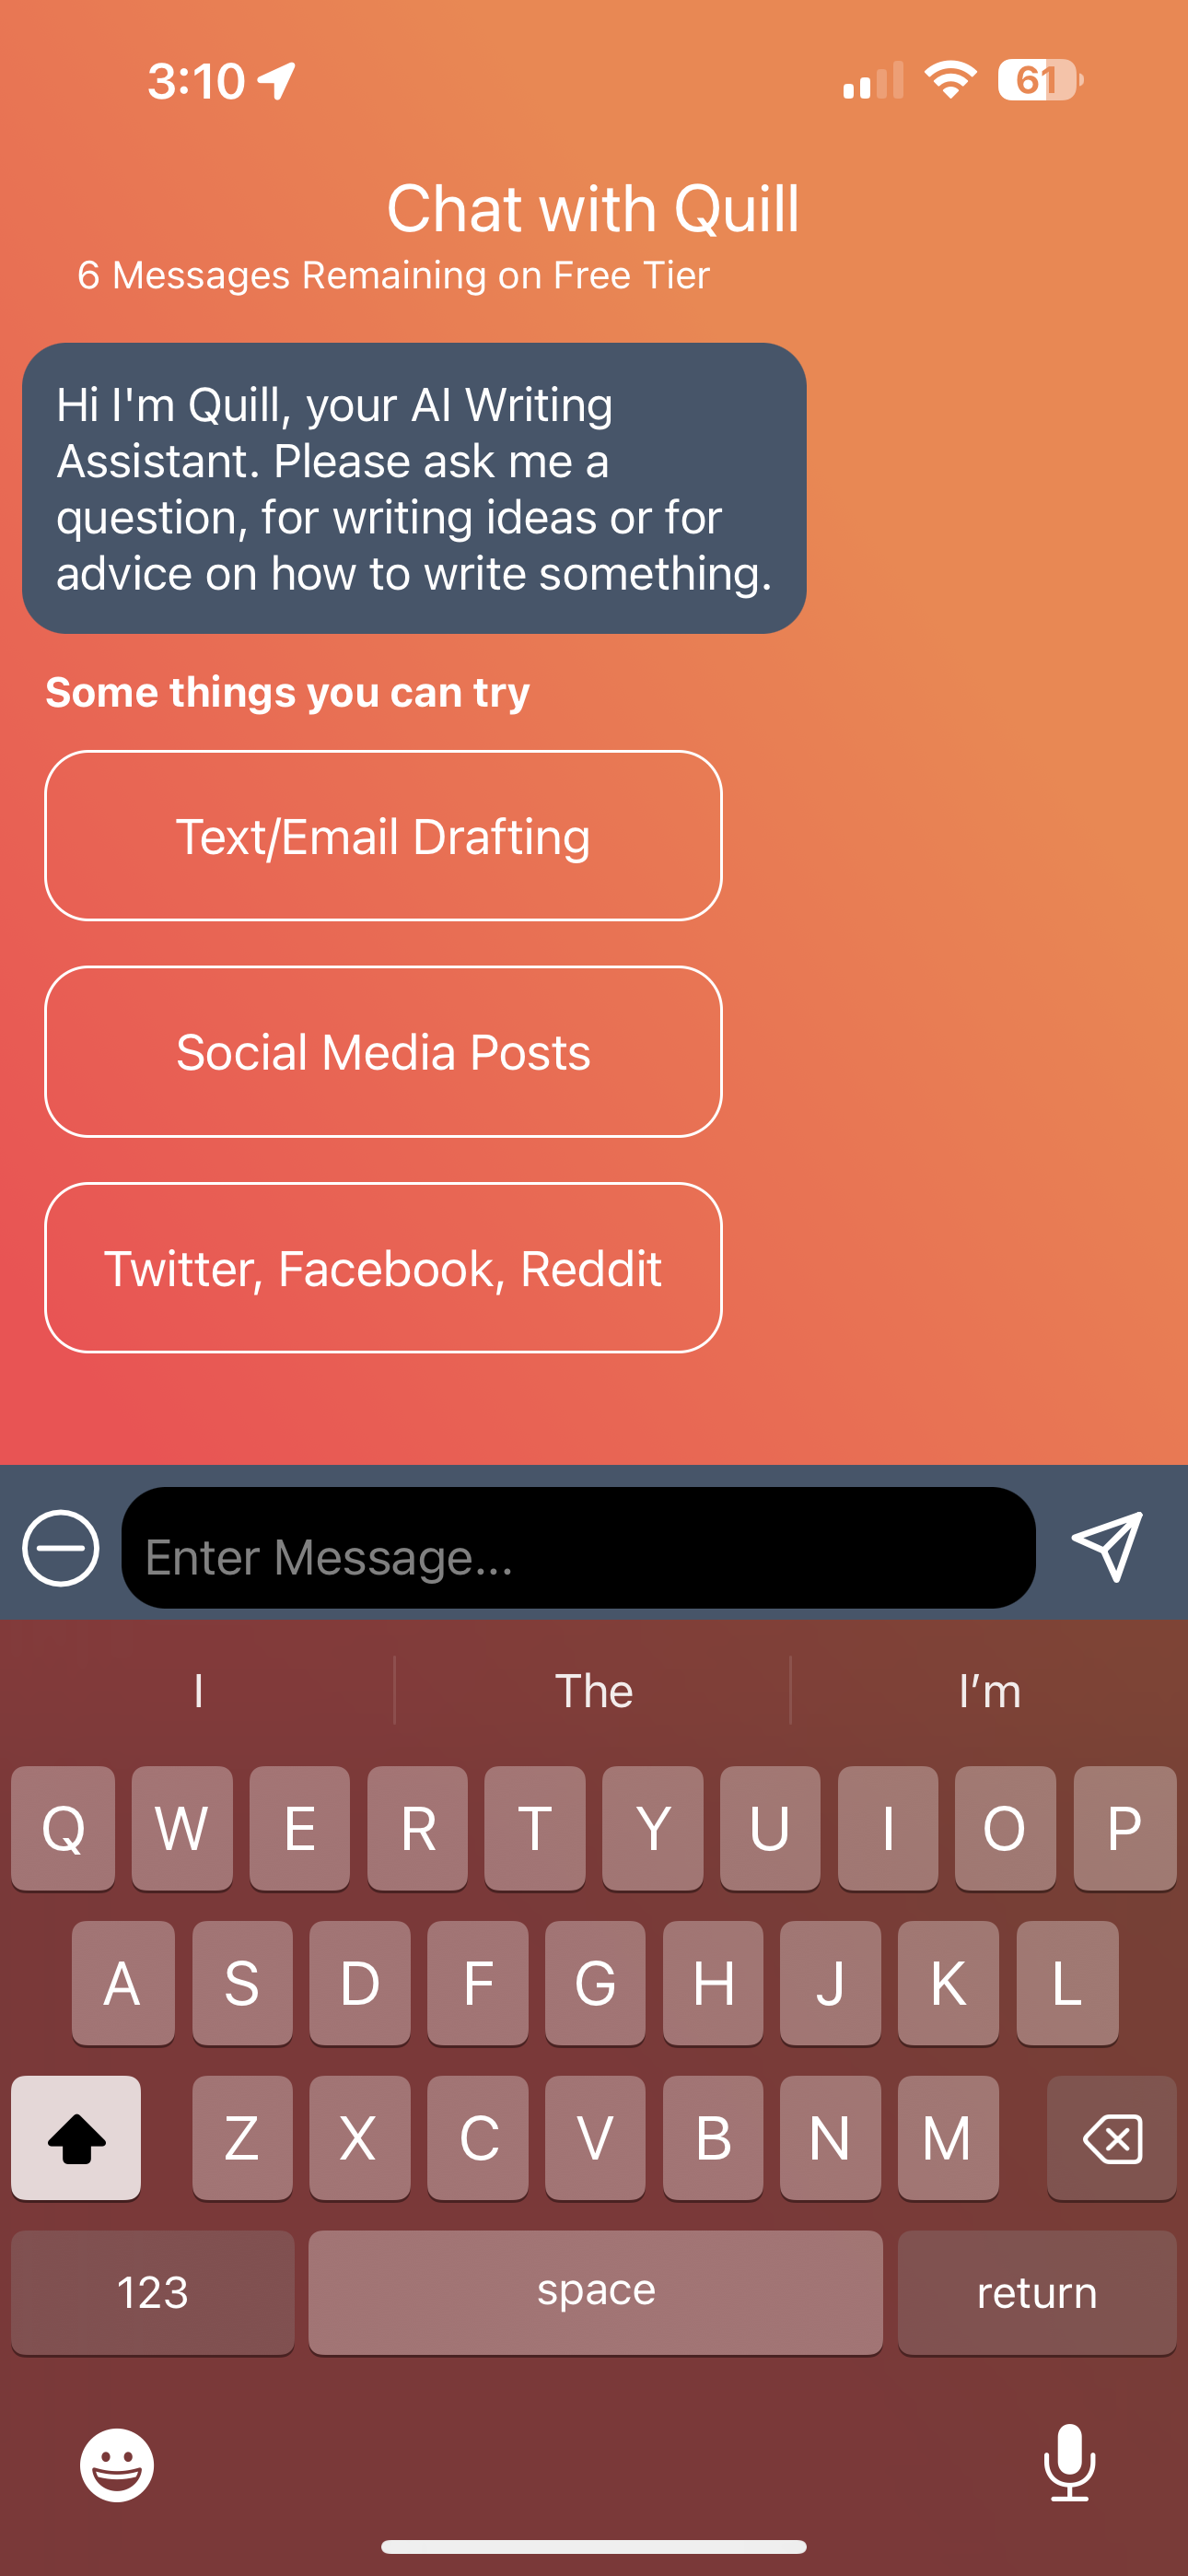 3:10
61
Chat with Quill
6 Messages Remaining on Free Tier
Hi I'm Quill, your AI Writing
Assistant. Please ask me a
question, for writing ideas or for
advice on how to write something.
Some things you can try
Text/Email Drafting
Social Media Posts
Twitter, Facebook, Reddit
Enter Message...
I The I’m
Q W E R T Y U I O P
A S D F G H J K L
Z X C V B N M
123 space return